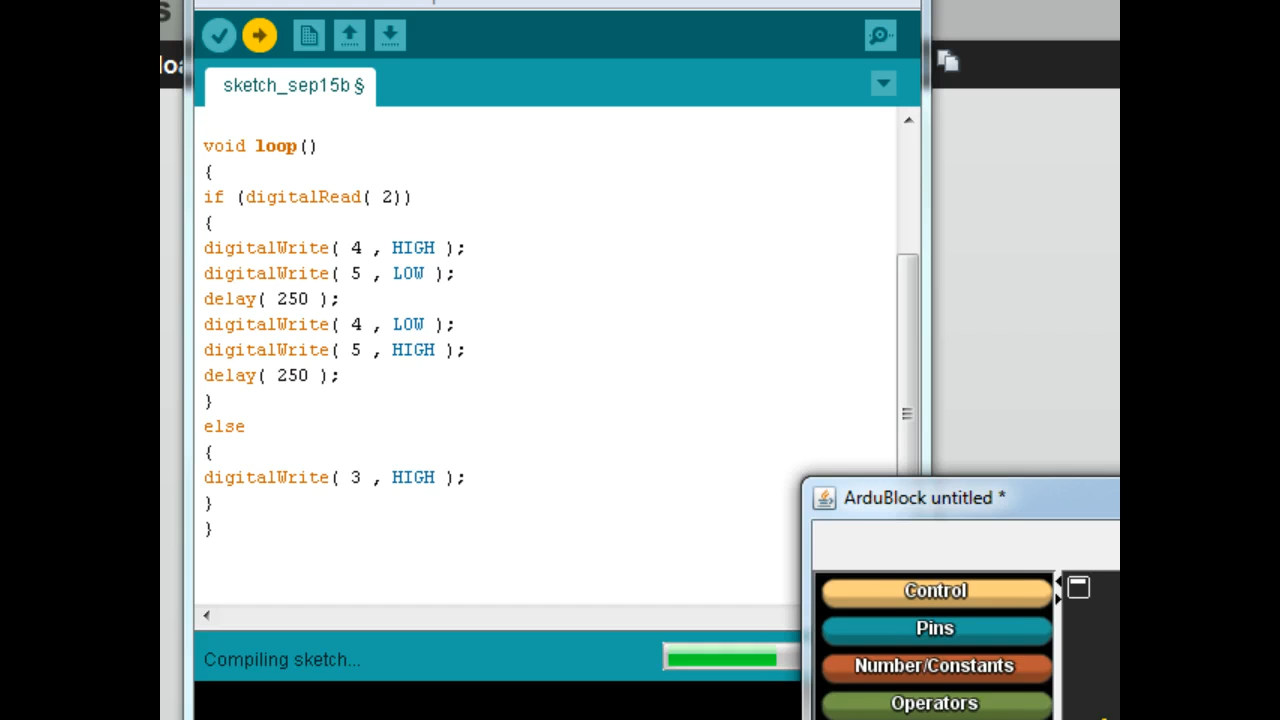 sketch_sep15b §
void loop()
{
if (digitalRead( 2))
{
digitalWrite( 4 , HIGH );
digitalWrite( 5 , LOW );
delay( 250 );
digitalWrite( 4 , LOW );
digitalWrite( 5 , HIGH );
delay( 250 );
}
else
{
digitalWrite( 3 , HIGH );
}
}
Compiling sketch...
ArduBlock untitled *
Control
Pins
Number/Constants
Operators